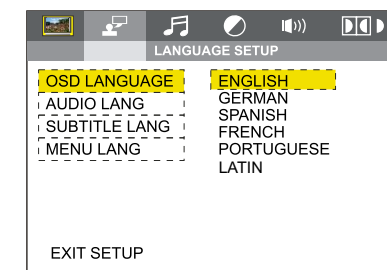 LANGUAGE SETUP
OSD LANGUAGE
AUDIO LANG
SUBTITLE LANG
MENU LANG
ENGLISH
GERMAN
SPANISH
FRENCH
PORTUGUESE
LATIN
EXIT SETUP